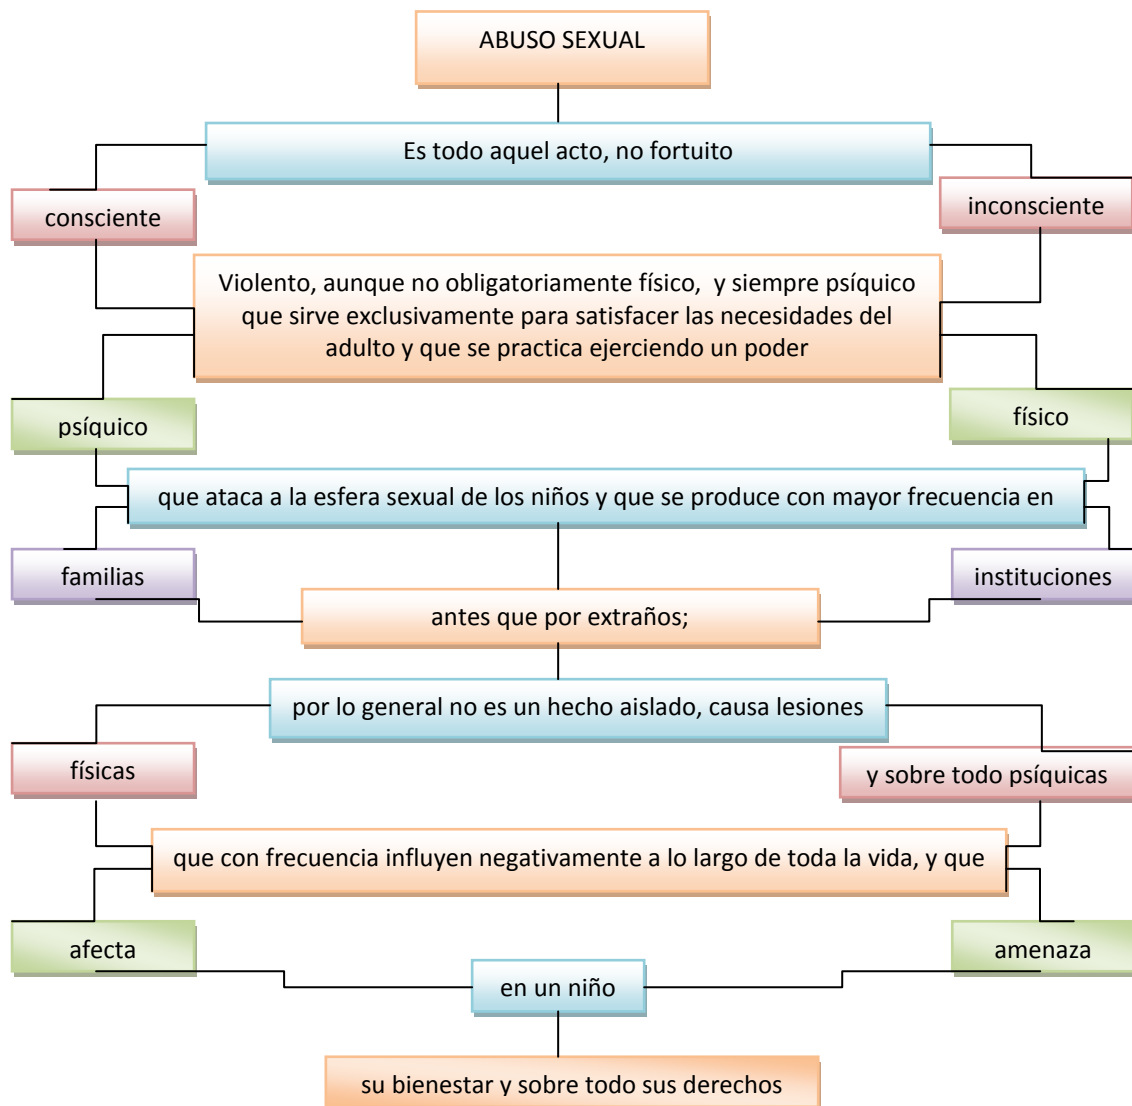 ABUSO SEXUAL
Es todo aquel acto, no fortuito
consciente
inconsciente
Violento, aunque no obligatoriamente físico, y siempre psíquico
que sirve exclusivamente para satisfacer las necesidades del
adulto y que se practica ejerciendo un poder
psíquico
físico
que ataca a la esfera sexual de los niños y que se produce con mayor frecuencia en
familias
instituciones
antes que por extraños;
por lo general no es un hecho aislado, causa lesiones
físicas
y sobre todo psíquicas
que con frecuencia influyen negativamente a lo largo de toda la vida, y que
afecta
amenaza
en un niño
su bienestar y sobre todo sus derechos